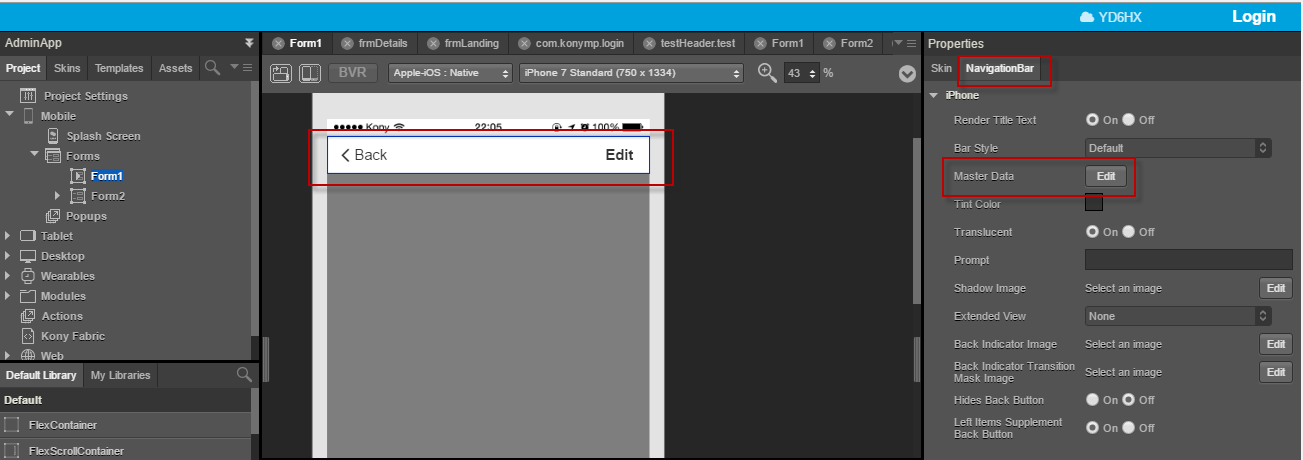 YD6HX Login
AdminApp
Project Skins Templates Assets
Project Settings
Mobile
Splash Screen
Forms
Form1
Form2
Popups
Tablet
Desktop
Wearables
Modules
Actions
Kony Fabric
Web
Default Library My Libraries
Default
FlexContainer
FlexScrollContainer
Form1 frmDetails frmLanding com.konymp.login testHeader.test Form1 Form2
BVR Apple-iOS : Native iPhone 7 Standard (750 x 1334) 43 %
Kony 22:05 100%
Back Edit
Properties
Skin NavigationBar
iPhone
Render Title Text On Off
Bar Style Default
Master Data Edit
Tint Color
Translucent On Off
Prompt
Shadow Image Select an image Edit
Extended View None
Back Indicator Image Select an image Edit
Back Indicator Transition
Mask Image Select an image Edit
Hides Back Button On Off
Left Items Supplement
Back Button On Off